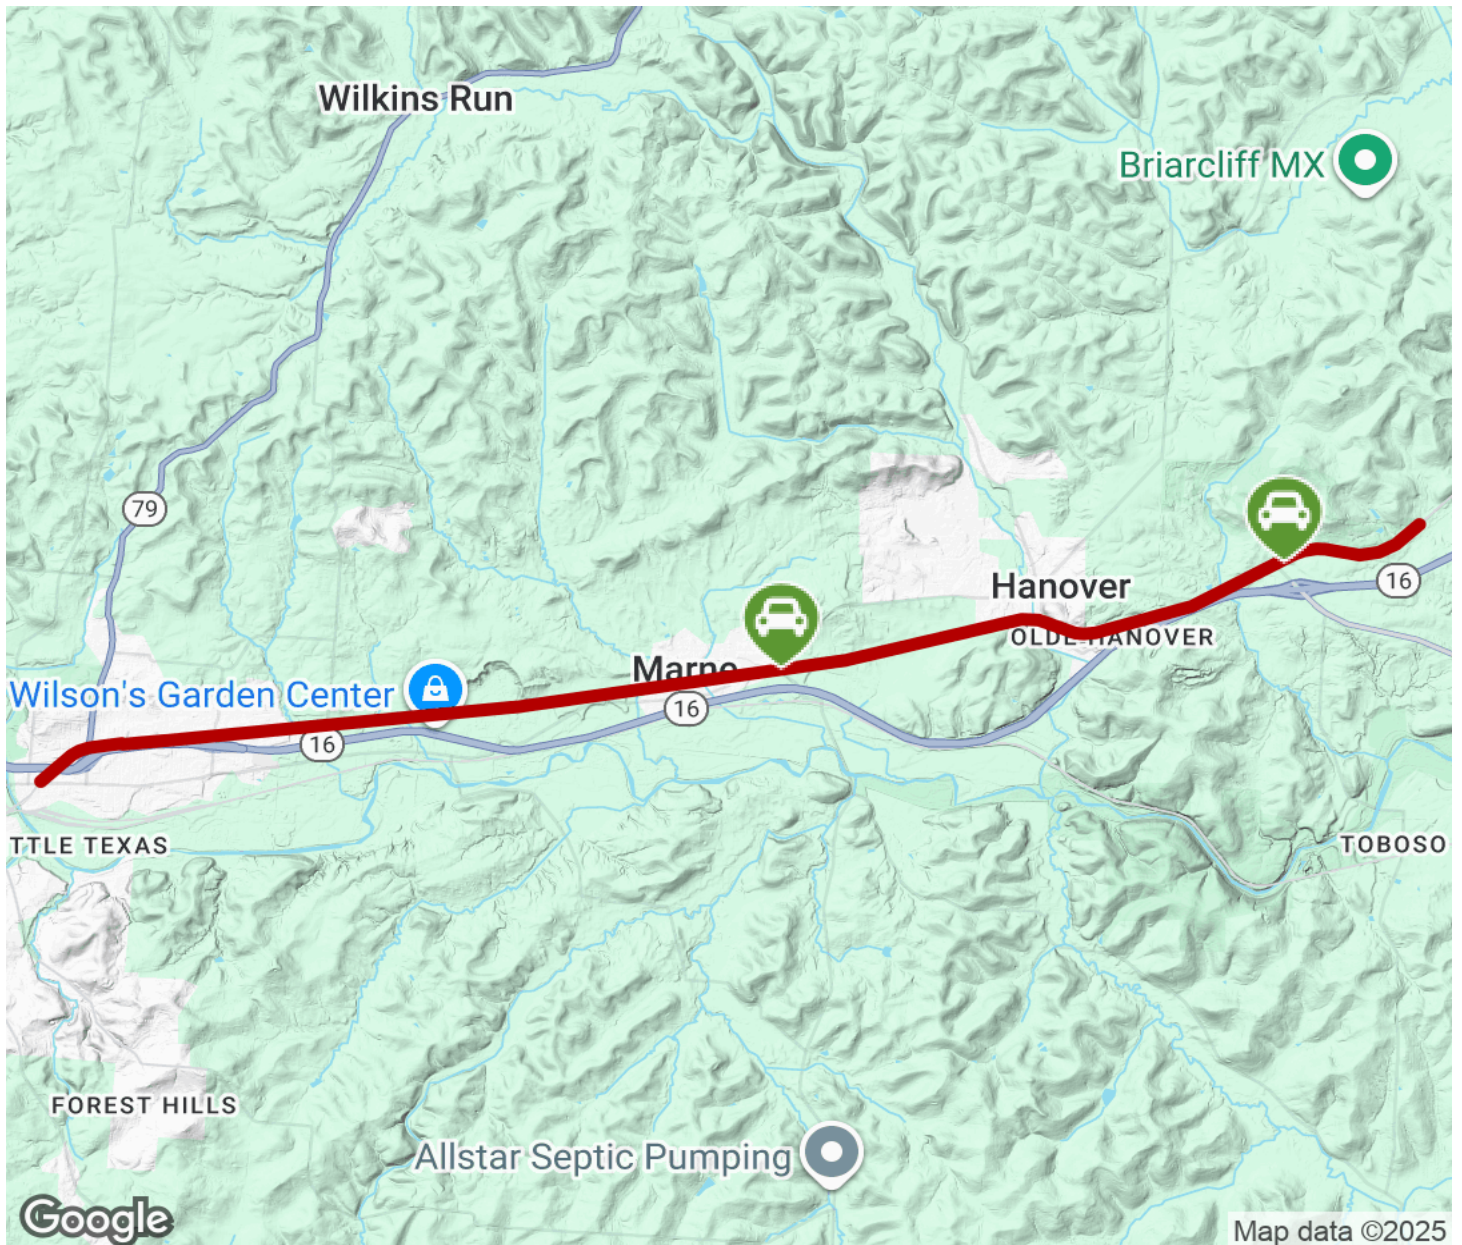 Wilkins Run
Briarcliff MX
79
16
Hanover
OLDE HANOVER
Marne
Wilson's Garden Center
16
16
TTLE TEXAS
TOBOSO
FOREST HILLS
Allstar Septic Pumping
Google
Map data ©2025